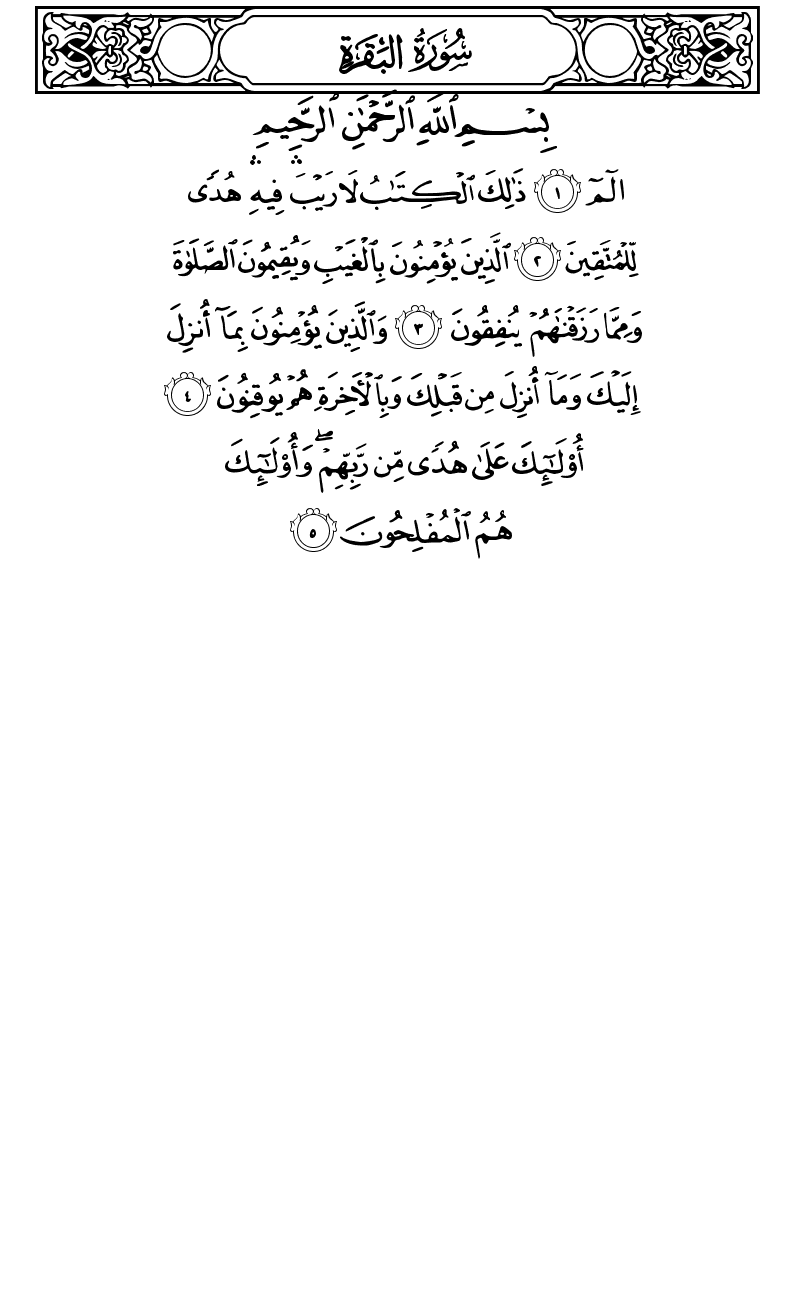 سُورَةُ البَقَرَةِ
بِسۡمِ ٱللَّهِ ٱلرَّحۡمَٰنِ ٱلرَّحِيمِ
الٓمٓ ١ ذَٰلِكَ ٱلۡكِتَٰبُ لَا رَيۡبَۛ فِيهِۛ هُدٗى
لِّلۡمُتَّقِينَ ٢ ٱلَّذِينَ يُؤۡمِنُونَ بِٱلۡغَيۡبِ وَيُقِيمُونَ ٱلصَّلَوٰةَ
وَمِمَّا رَزَقۡنَٰهُمۡ يُنفِقُونَ ٣ وَٱلَّذِينَ يُؤۡمِنُونَ بِمَآ أُنزِلَ
إِلَيۡكَ وَمَآ أُنزِلَ مِن قَبۡلِكَ وَبِٱلۡأٓخِرَةِ هُمۡ يُوقِنُونَ ٤
أُوْلَٰٓئِكَ عَلَىٰ هُدٗى مِّن رَّبِّهِمۡۖ وَأُوْلَٰٓئِكَ
هُمُ ٱلۡمُفۡلِحُونَ ٥